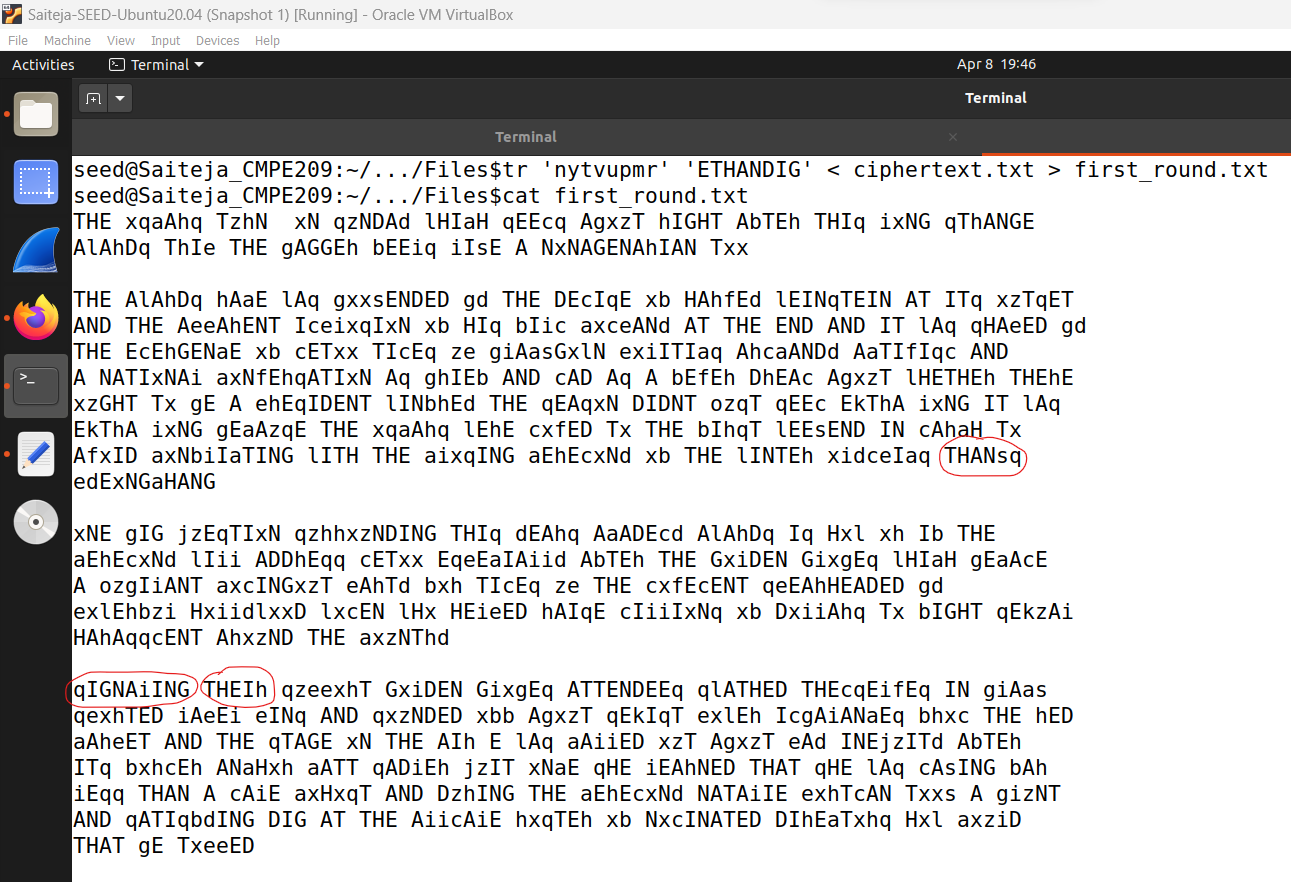 Saiteja-SEED-Ubuntu20.04 (Snapshot 1) [Running] - Oracle VM VirtualBox
File Machine View Input Devices Help
Activities Terminal Apr 8 19:46
Terminal
Terminal ×
seed@Saiteja_CMPE209:~/.../Files$tr 'nytvupmr' 'ETHANDIG' < ciphertext.txt > first_round.txt
seed@Saiteja_CMPE209:~/.../Files$cat first_round.txt
THE xqaAhq TzhN  xN qzNDAd lHIaH qEEcq AgxzT hIGHT AbTEh THIq ixNG qThANGE
AlAhDq ThIe THE gAGGEh bEEiq iIsE A NxNAGENAhIAN Txx

THE AlAhDq hAaE lAq gxxsENDED gd THE DEcIqE xb HAhfEd lEINqTEIN AT ITq xzTqET
AND THE AeeAhENT IceixqIxN xb HIq bIic axceANd AT THE END AND IT lAq qHAeED gd
THE EcEhGENaE xb cETxx TIcEq ze giAasGxlN exiITIaq AhcaANDd AaTIfIqc AND
A NATIxNAi axNfEhqATIxN Aq ghIEb AND cAD Aq A bEfEh DhEAc AgxzT lHETHEh THEhE
xzGHT Tx gE A ehEqIDENT lINbhEd THE qEAqxN DIDNT ozqT qEEc EkThA ixNG IT lAq
EkThA ixNG gEaAzqE THE xqaAhq lEhE cxfED Tx THE bIhqT lEEsEND IN cAhaH Tx
AfxID axNbiIaTING lITH THE aixqING aEhEcxNd xb THE lINTEh xidceIaq THANsq
edExNGaHANG

xNE gIG jzEqTIxN qzhhxzNDING THIq dEAhq AaADEcd AlAhDq Iq Hxl xh Ib THE
aEhEcxNd lIii ADDhEqq cETxx EqeEaIAiid AbTEh THE GxiDEN GixgEq lHIaH gEaAcE
A ozgIiANT axcINGxzT eAhTd bxh TIcEq ze THE cxfEcENT qeEAhHEADED gd
exlEhbzi HxiidlxxD lxcEN lHx HEieED hAIqE cIiiIxNq xb DxiiAhq Tx bIGHT qEkzAi
HAhAqqcENT AhxzND THE axzNThd

qIGNAiING THEIh qzeexhT GxiDEN GixgEq ATTENDEEq qlATHED THEcqEifEq IN giAas
qexhTED iAeEi eINq AND qxzNDED xbb AgxzT qEkIqT exlEh IcgAiANaEq bhxc THE hED
aAheET AND THE qTAGE xN THE AIh E lAq aAiiED xzT AgxzT eAd INEjzITd AbTEh
ITq bxhcEh ANaHxh aATT qADiEh jzIT xNaE qHE iEAhNED THAT qHE lAq cAsING bAh
iEqq THAN A cAiE axHxqT AND DzhING THE aEhEcxNd NATAiIE exhTcAN Txxs A gizNT
AND qATIqbdING DIG AT THE AiicAiE hxqTEh xb NxcINATED DIhEaTxhq Hxl axziD
THAT gE TxeeED